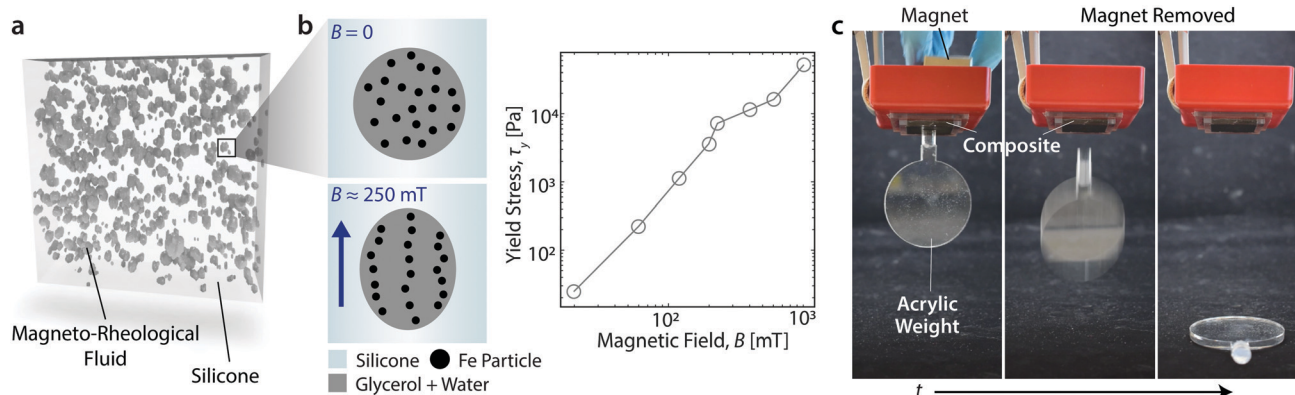 a
Magneto-Rheological
Fluid
Silicone
b
B = 0
B ≈ 250 mT
Silicone
Fe Particle
Glycerol + Water
Yield Stress, τy [Pa]
10⁴
10³
10²
10²
10³
Magnetic Field, B [mT]
c
Magnet
Magnet Removed
Composite
Acrylic
Weight
t